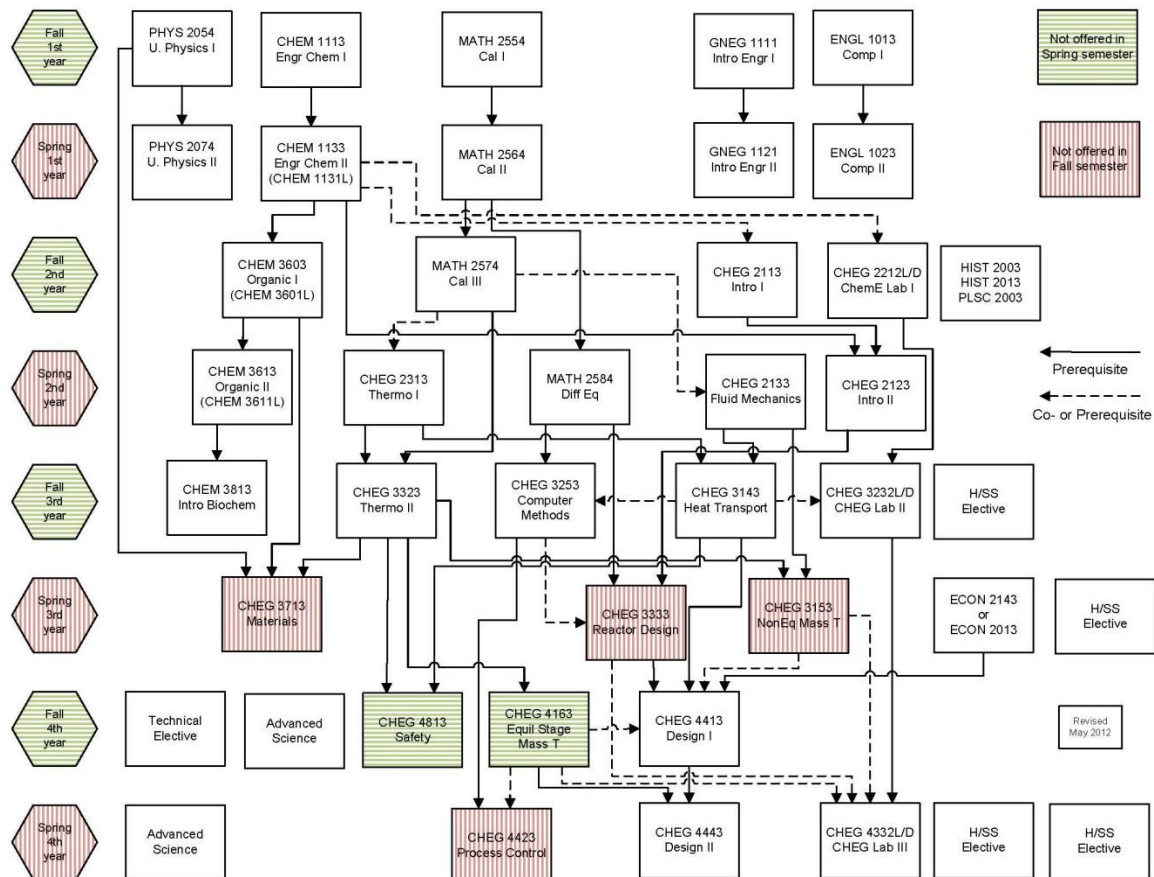 Fall
1st
year
PHYS 2054
U. Physics I
CHEM 1113
Engr Chem I
MATH 2554
Cal I
GNEG 1111
Intro Engr I
ENGL 1013
Comp I
Not offered in
Spring semester
Spring
1st
year
PHYS 2074
U. Physics II
CHEM 1133
Engr Chem II
(CHEM 1131L)
MATH 2564
Cal II
GNEG 1121
Intro Engr II
ENGL 1023
Comp II
Not offered in
Fall semester
Fall
2nd
year
CHEM 3603
Organic I
(CHEM 3601L)
MATH 2574
Cal III
CHEG 2113
Intro I
CHEG 2212L/D
ChemE Lab I
HIST 2003
HIST 2013
PLSC 2003
Spring
2nd
year
CHEM 3613
Organic II
(CHEM 3611L)
CHEG 2313
Thermo I
MATH 2584
Diff Eq
CHEG 2133
Fluid Mechanics
CHEG 2123
Intro II
Prerequisite
Co- or Prerequisite
Fall
3rd
year
CHEM 3813
Intro Biochem
CHEG 3323
Thermo II
CHEG 3253
Computer
Methods
CHEG 3143
Heat Transport
CHEG 3232L/D
CHEG Lab II
H/SS
Elective
Spring
3rd
year
CHEG 3713
Materials
CHEG 3333
Reactor Design
CHEG 3153
NonEq Mass T
ECON 2143
or
ECON 2013
H/SS
Elective
Fall
4th
year
Technical
Elective
Advanced
Science
CHEG 4813
Safety
CHEG 4163
Equil Stage
Mass T
CHEG 4413
Design I
Revised
May 2012
Spring
4th
year
Advanced
Science
CHEG 4423
Process Control
CHEG 4443
Design II
CHEG 4332L/D
CHEG Lab III
H/SS
Elective
H/SS
Elective